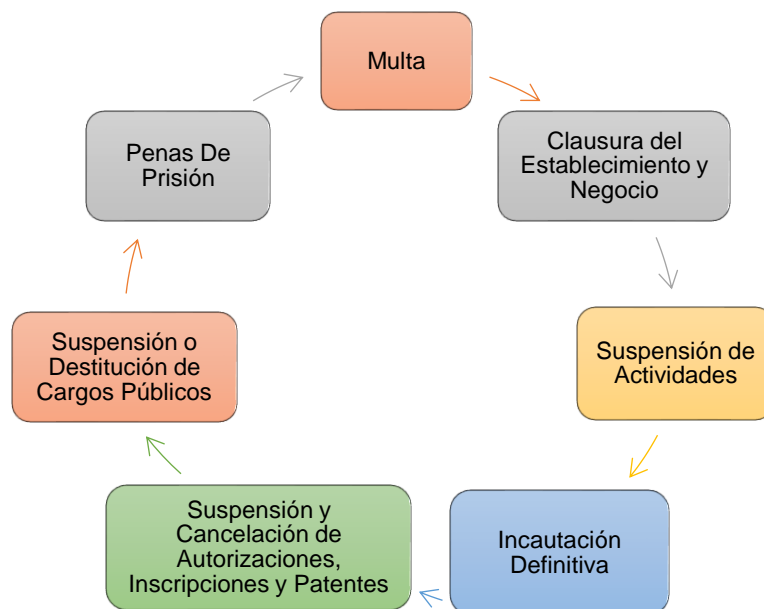 Multa
Clausura del
Establecimiento y
Negocio
Suspensión de
Actividades
Incautación
Definitiva
Suspensión y
Cancelación de
Autorizaciones,
Inscripciones y Patentes
Suspensión o
Destitución de
Cargos Públicos
Penas De
Prisión